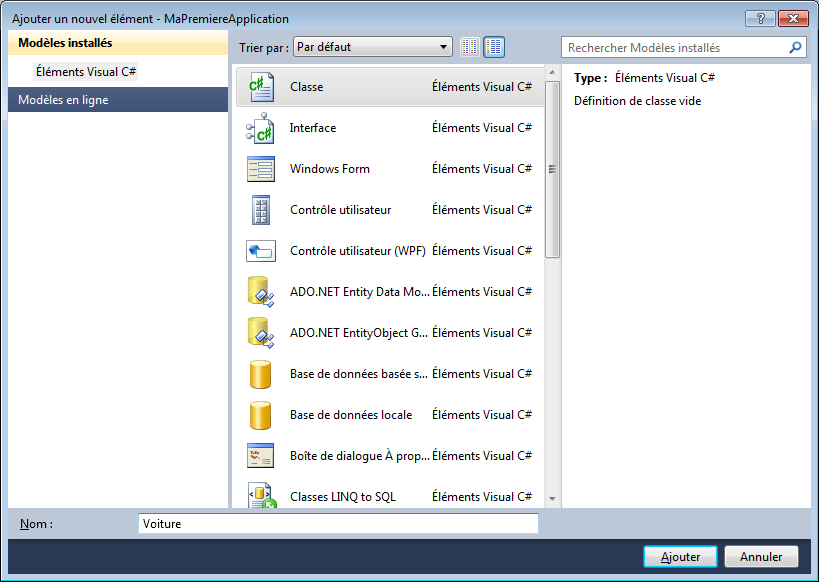 Ajouter un nouvel élément - MaPremiereApplication
Modèles installés
Éléments Visual C#
Modèles en ligne
Trier par : Par défaut
Rechercher Modèles installés
Classe Éléments Visual C#
Interface Éléments Visual C#
Windows Form Éléments Visual C#
Contrôle utilisateur Éléments Visual C#
Contrôle utilisateur (WPF) Éléments Visual C#
ADO.NET Entity Data Mo... Éléments Visual C#
ADO.NET EntityObject G... Éléments Visual C#
Base de données basée s... Éléments Visual C#
Base de données locale Éléments Visual C#
Boîte de dialogue À prop... Éléments Visual C#
Classes LINQ to SQL Éléments Visual C#
Type : Éléments Visual C#
Définition de classe vide
Nom : Voiture
Ajouter
Annuler